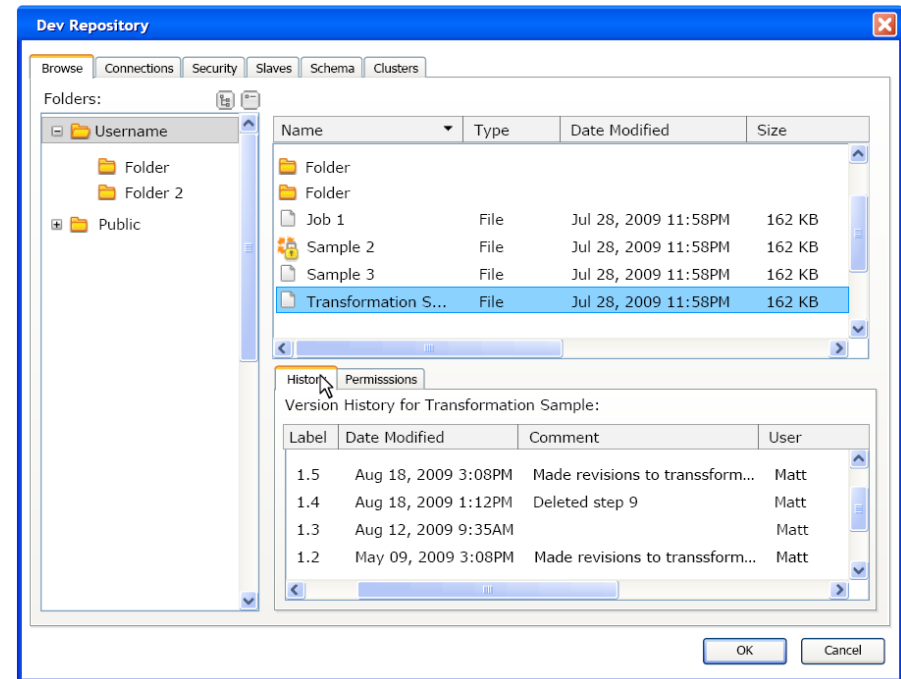 Dev Repository
Browse Connections Security Slaves Schema Clusters
Folders:
Username
Folder
Folder 2
Public
Name Type Date Modified Size
Folder
Folder
Job 1 File Jul 28, 2009 11:58PM 162 KB
Sample 2 File Jul 28, 2009 11:58PM 162 KB
Sample 3 File Jul 28, 2009 11:58PM 162 KB
Transformation S... File Jul 28, 2009 11:58PM 162 KB
History Permisssions
Version History for Transformation Sample:
Label Date Modified Comment User
1.5 Aug 18, 2009 3:08PM Made revisions to transsform... Matt
1.4 Aug 18, 2009 1:12PM Deleted step 9 Matt
1.3 Aug 12, 2009 9:35AM Matt
1.2 May 09, 2009 3:08PM Made revisions to transsform... Matt
OK Cancel